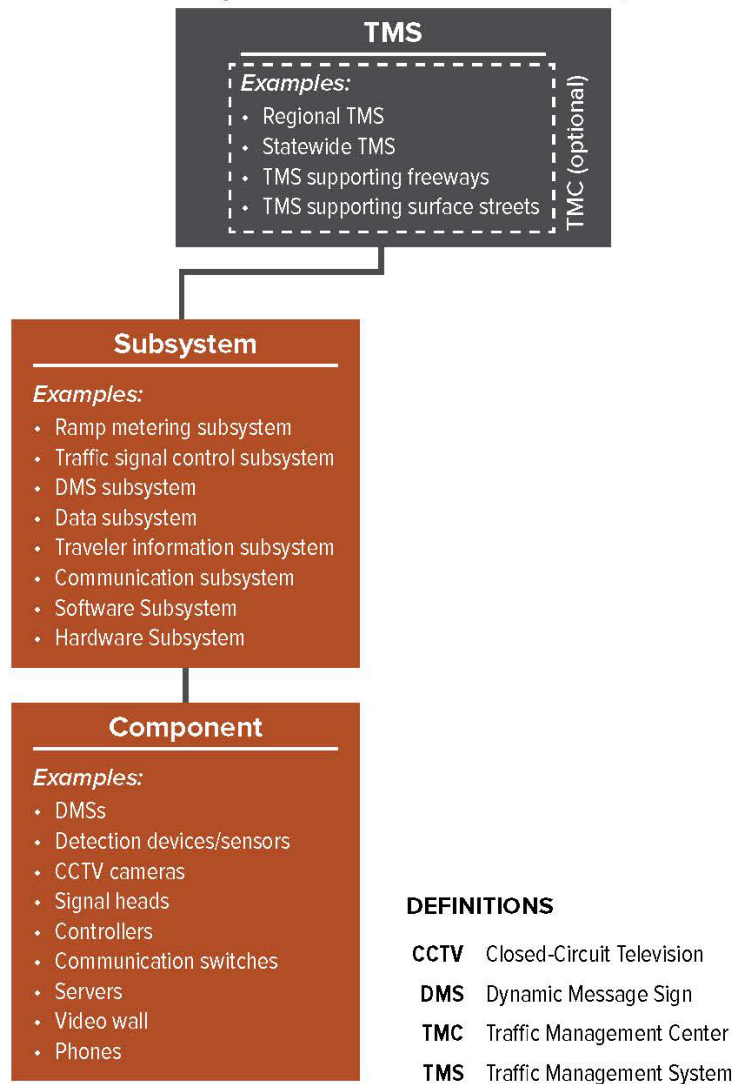 TMS
Examples:
• Regional TMS
• Statewide TMS
• TMS supporting freeways
• TMS supporting surface streets
TMC (optional)
Subsystem
Examples:
• Ramp metering subsystem
• Traffic signal control subsystem
• DMS subsystem
• Data subsystem
• Traveler information subsystem
• Communication subsystem
• Software Subsystem
• Hardware Subsystem
Component
Examples:
• DMSs
• Detection devices/sensors
• CCTV cameras
• Signal heads
• Controllers
• Communication switches
• Servers
• Video wall
• Phones
DEFINITIONS
CCTV Closed-Circuit Television
DMS Dynamic Message Sign
TMC Traffic Management Center
TMS Traffic Management System